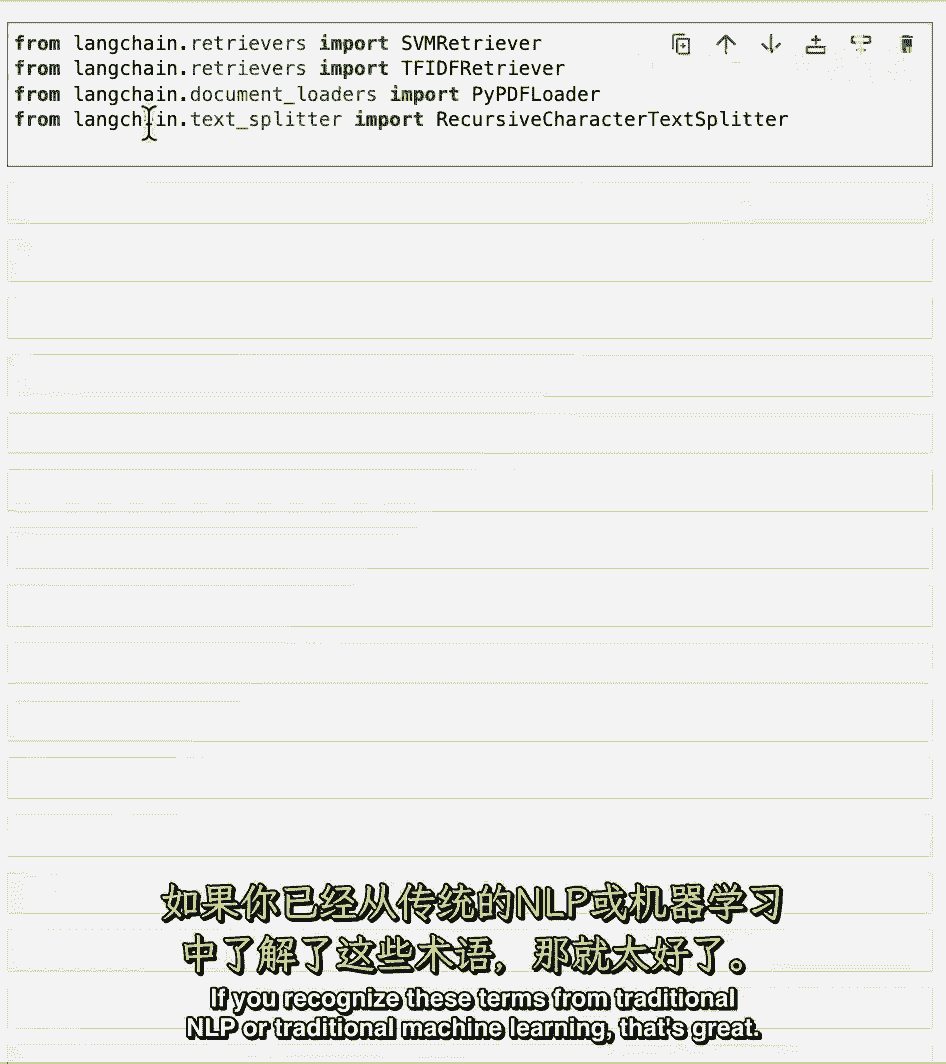 from langchain.retrievers import SVMRetriever
from langchain.retrievers import TFIDFRetriever
from langchain.document_loaders import PyPDFLoader
from langchain.text_splitter import RecursiveCharacterTextSplitter
如果你已经从传统的NLP或机器学习
中了解了这些术语，那就太好了。
If you recognize these terms from traditional
NLP or traditional machine learning, that's great.